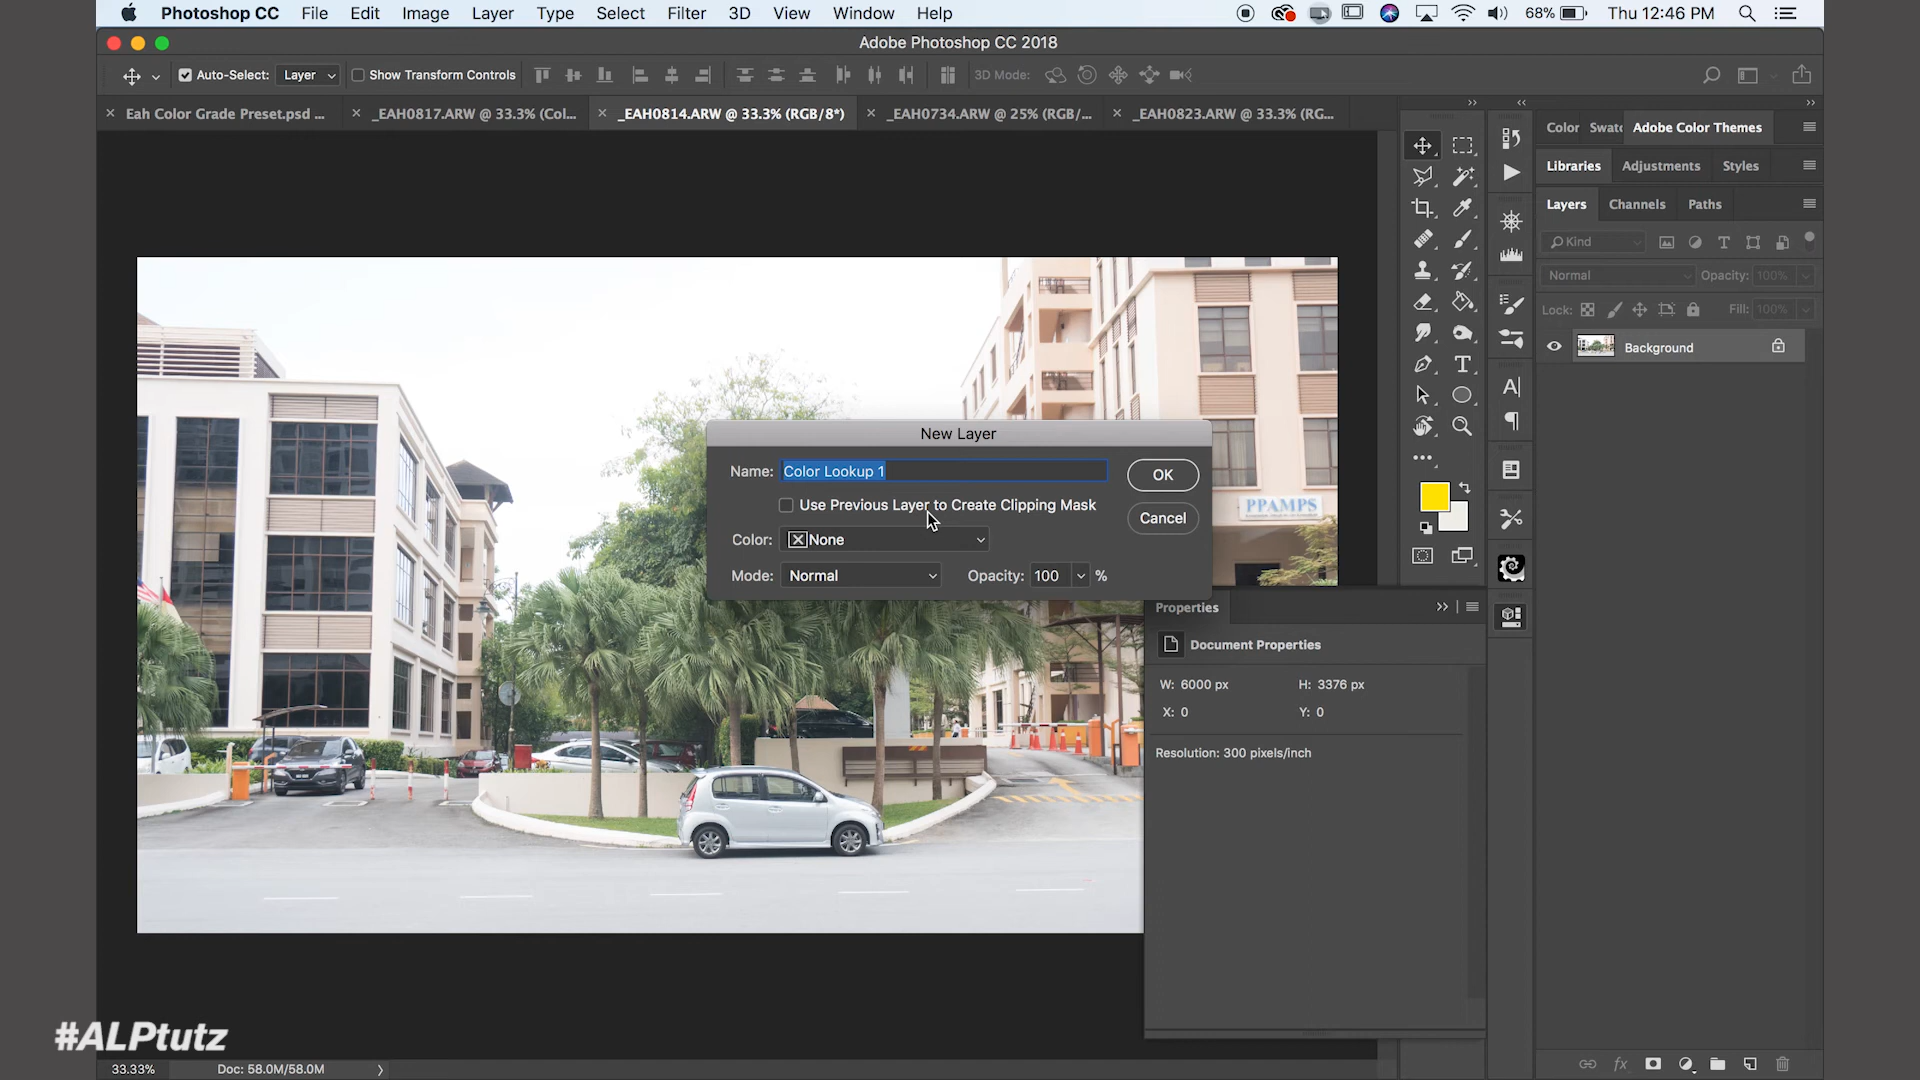 Photoshop CC File Edit Image Layer Type Select Filter 3D View Window Help 68% Thu 12:46 PM
Adobe Photoshop CC 2018
Auto-Select: Layer Show Transform Controls 3D Mode:
Eah Color Grade Preset.psd ... _EAH0817.ARW @ 33.3% (Col... _EAH0814.ARW @ 33.3% (RGB/8*) _EAH0734.ARW @ 25% (RGB/... _EAH0823.ARW @ 33.3% (RG...
Color Swatc Adobe Color Themes
Libraries Adjustments Styles
Layers Channels Paths
Kind
Normal Opacity: 100%
Lock: Fill: 100%
Background
New Layer
Name: Color Lookup 1 OK
Use Previous Layer to Create Clipping Mask
Cancel
Color: None
Mode: Normal Opacity: 100 %
PPAMPS
Properties
Document Properties
W: 6000 px H: 3376 px
X: 0 Y: 0
Resolution: 300 pixels/inch
#ALPtutz
33.33% Doc: 58.0M/58.0M